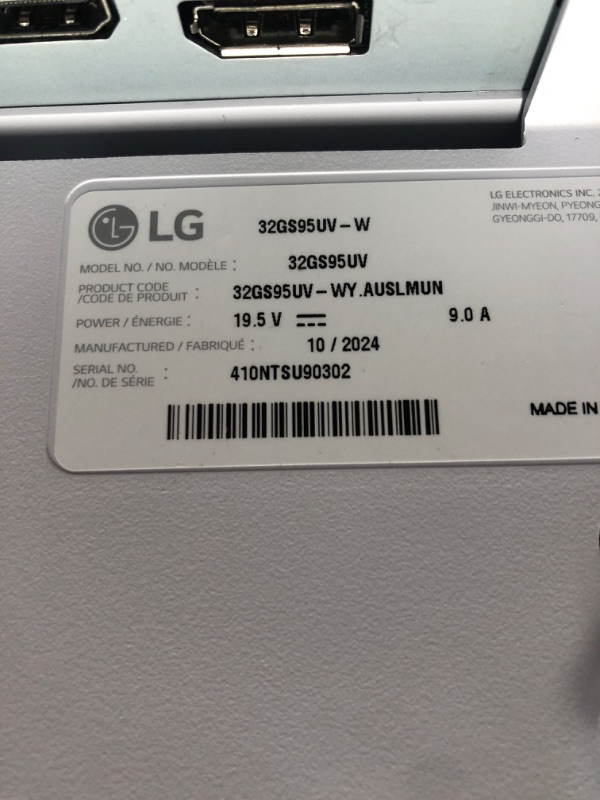 LG 32GS95UV-W
LG ELECTRONICS INC.
JINWI-MYEON,
GYEONGGI-DO, 17709,
MODEL NO. / NO. MODÈLE : 32GS95UV
PRODUCT CODE
/CODE DE PRODUIT : 32GS95UV-WY.AUSLMUN
POWER / ÉNERGIE : 19.5 V 9.0 A
MANUFACTURED / FABRIQUÉ : 10 / 2024
SERIAL NO.
/NO. DE SÉRIE : 410NTSU90302
MADE IN